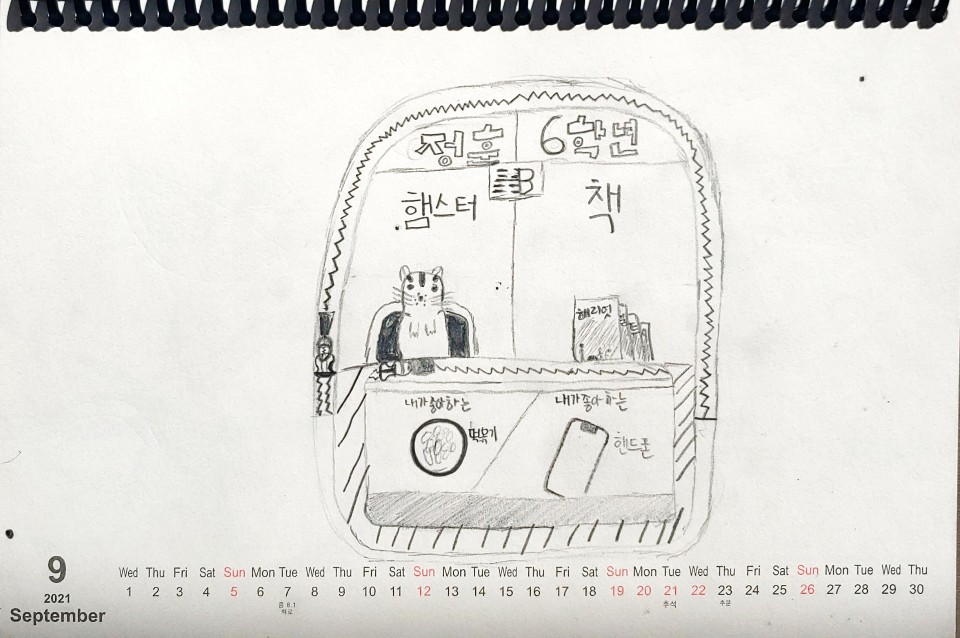 정훈 6학년
B
햄스터 책
해리엇
내가좋아하는 내가좋아하는
떡볶기
핸드폰
9
2021
September
Wed Thu Fri Sat Sun Mon Tue Wed Thu Fri Sat Sun Mon Tue Wed Thu Fri Sat Sun Mon Tue Wed Thu Fri Sat Sun Mon Tue Wed Thu
1 2 3 4 5 6 7 8 9 10 11 12 13 14 15 16 17 18 19 20 21 22 23 24 25 26 27 28 29 30
음 8.1 추석 추분
백로